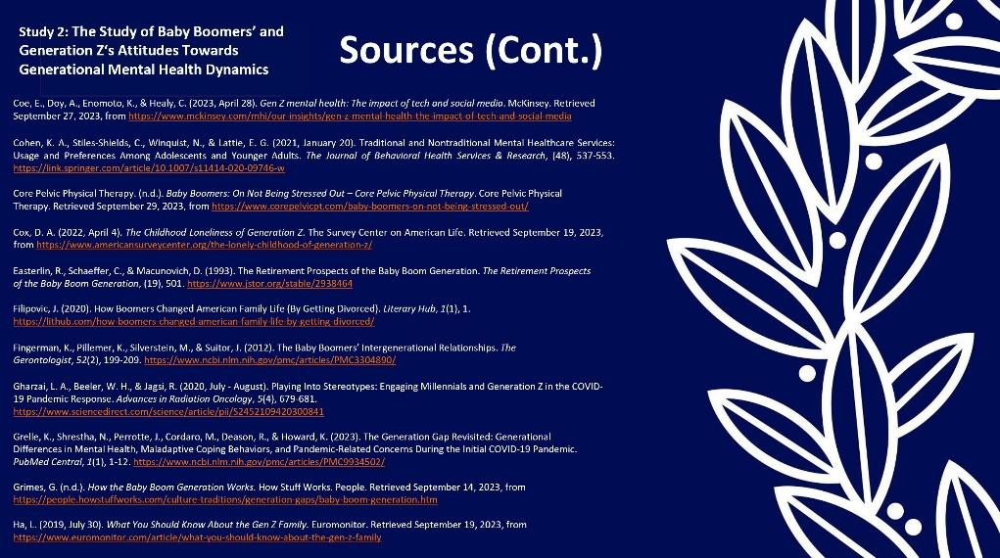 Study 2: The Study of Baby Boomers’ and
Generation Z‘s Attitudes Towards
Generational Mental Health Dynamics
Sources (Cont.)
Coe, E., Doy, A., Enomoto, K., & Healy, C. (2023, April 28). Gen Z mental health: The impact of tech and social media. McKinsey. Retrieved
September 27, 2023, from https://www.mckinsey.com/mhi/our-insights/gen-z-mental-health-the-impact-of-tech-and-social-media
Cohen, K. A., Stiles-Shields, C., Winquist, N., & Lattie, E. G. (2021, January 20). Traditional and Nontraditional Mental Healthcare Services:
Usage and Preferences Among Adolescents and Younger Adults. The Journal of Behavioral Health Services & Research, (48), 537-553.
https://link.springer.com/article/10.1007/s11414-020-09746-w
Core Pelvic Physical Therapy. (n.d.). Baby Boomers: On Not Being Stressed Out – Core Pelvic Physical Therapy. Core Pelvic Physical
Therapy. Retrieved September 29, 2023, from https://www.corepelvicpt.com/baby-boomers-on-not-being-stressed-out/
Cox, D. A. (2022, April 4). The Childhood Loneliness of Generation Z. The Survey Center on American Life. Retrieved September 19, 2023,
from https://www.americansurveycenter.org/the-lonely-childhood-of-generation-z/
Easterlin, R., Schaeffer, C., & Macunovich, D. (1993). The Retirement Prospects of the Baby Boom Generation. The Retirement Prospects
of the Baby Boom Generation, (19), 501. https://www.jstor.org/stable/2938464
Filipovic, J. (2020). How Boomers Changed American Family Life (By Getting Divorced). Literary Hub, 1(1), 1.
https://lithub.com/how-boomers-changed-american-family-life-by-getting-divorced/
Fingerman, K., Pillemer, K., Silverstein, M., & Suitor, J. (2012). The Baby Boomers’ Intergenerational Relationships. The
Gerontologist, 52(2), 199-209. https://www.ncbi.nlm.nih.gov/pmc/articles/PMC3304890/
Gharzai, L. A., Beeler, W. H., & Jagsi, R. (2020, July - August). Playing Into Stereotypes: Engaging Millennials and Generation Z in the COVID-
19 Pandemic Response. Advances in Radiation Oncology, 5(4), 679-681.
https://www.sciencedirect.com/science/article/pii/S2452109420300841
Grelle, K., Shrestha, N., Perrotte, J., Cordaro, M., Deason, R., & Howard, K. (2023). The Generation Gap Revisited: Generational
Differences in Mental Health, Maladaptive Coping Behaviors, and Pandemic-Related Concerns During the Initial COVID-19 Pandemic.
PubMed Central, 1(1), 1-12. https://www.ncbi.nlm.nih.gov/pmc/articles/PMC9934502/
Grimes, G. (n.d.). How the Baby Boom Generation Works. How Stuff Works. People. Retrieved September 14, 2023, from
https://people.howstuffworks.com/culture-traditions/generation-gaps/baby-boom-generation.htm
Ha, L. (2019, July 30). What You Should Know About the Gen Z Family. Euromonitor. Retrieved September 19, 2023, from
https://www.euromonitor.com/article/what-you-should-know-about-the-gen-z-family